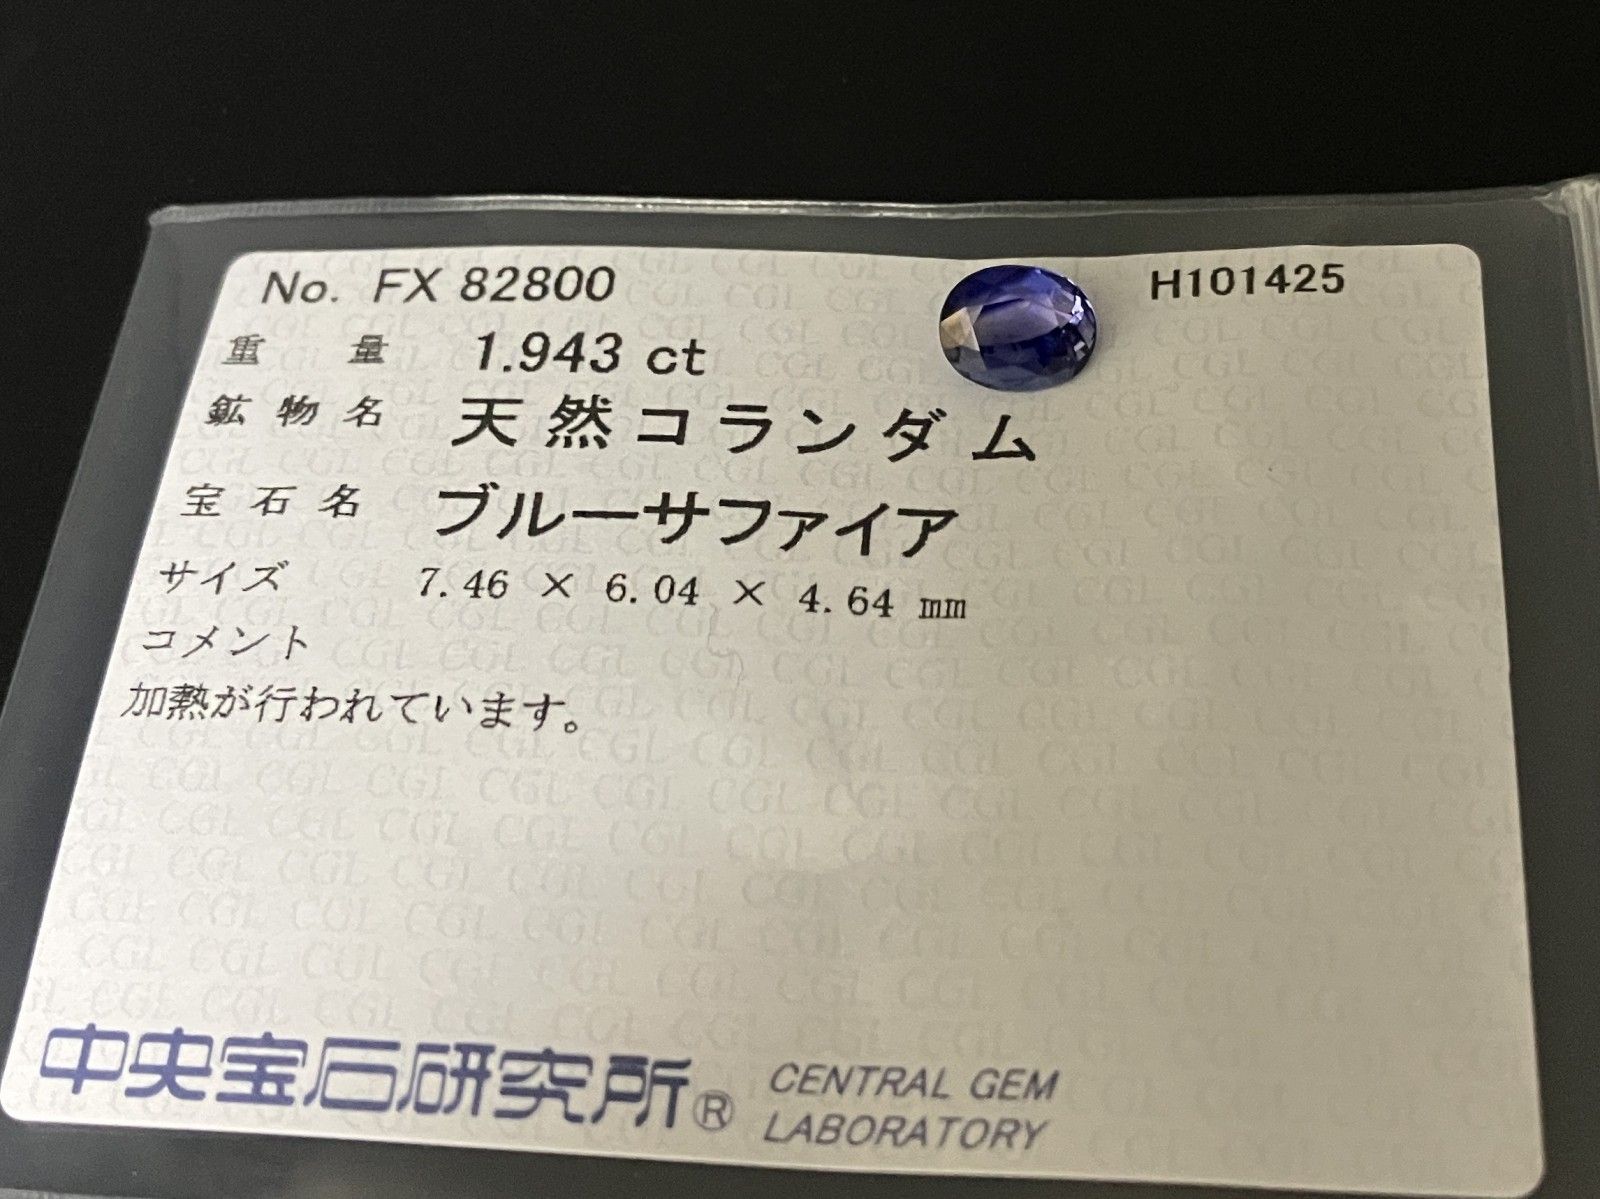 No. FX 82800 H101425
重量 1.943 ct
鉱物名 天然コランダム
宝石名 ブルーサファイア
サイズ 7.46 × 6.04 × 4.64 mm
コメント
加熱が行われています。
中央宝石研究所® CENTRAL GEM
LABORATORY